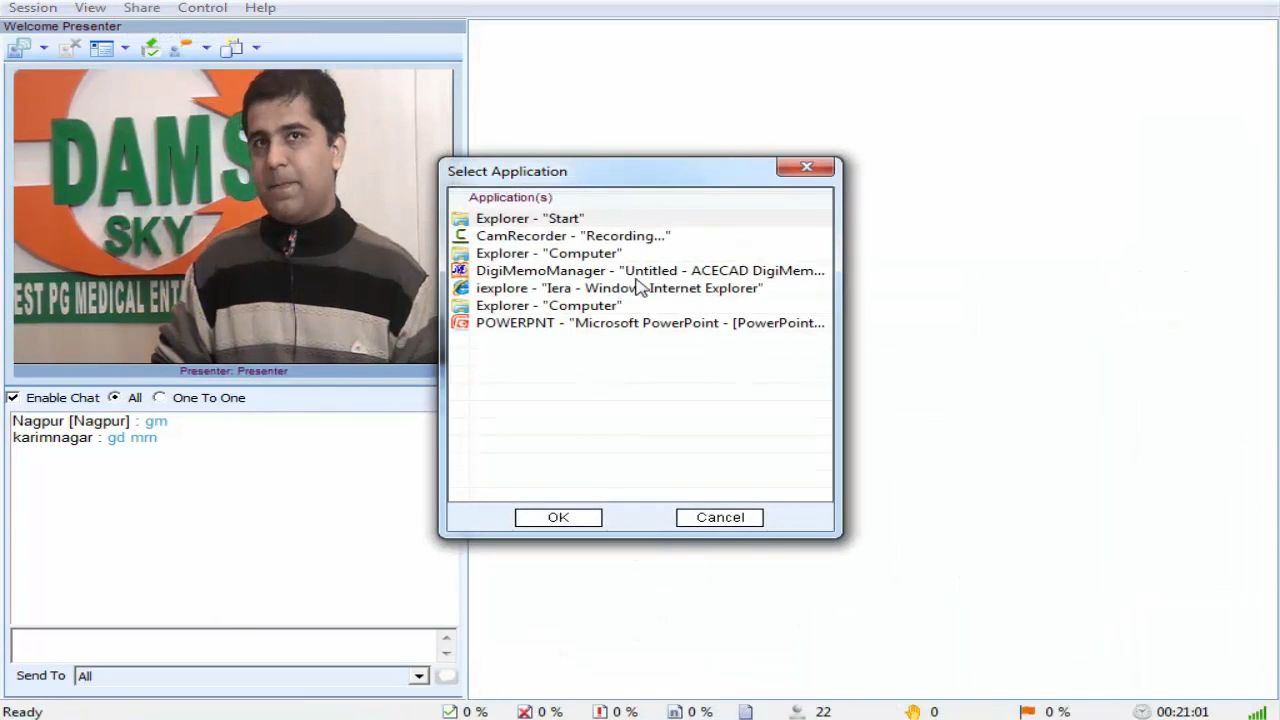 Session View Share Control Help
Welcome Presenter
DAMS
SKY
EST PG MEDICAL ENT
Presenter: Presenter
Enable Chat All One To One
Nagpur [Nagpur] : gm
karimnagar : gd mrn
Send To All
Select Application
Application(s)
Explorer - "Start"
CamRecorder - "Recording..."
Explorer - "Computer"
DigiMemoManager - "Untitled - ACECAD DigiMem...
iexplore - "Iera - Window Internet Explorer"
Explorer - "Computer"
POWERPNT - "Microsoft PowerPoint - [PowerPoint...
OK Cancel
Ready 0 % 0 % 0 % 0 % 22 0 0 % 00:21:01